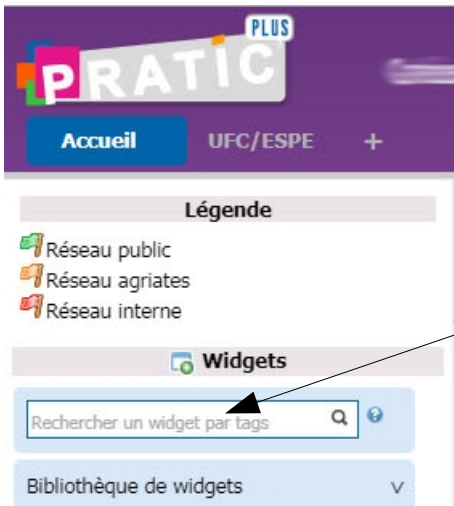 PLUS
PRATIC
Accueil UFC/ESPE +
Légende
Réseau public
Réseau agriates
Réseau interne
Widgets
Rechercher un widget par tags
Bibliothèque de widgets